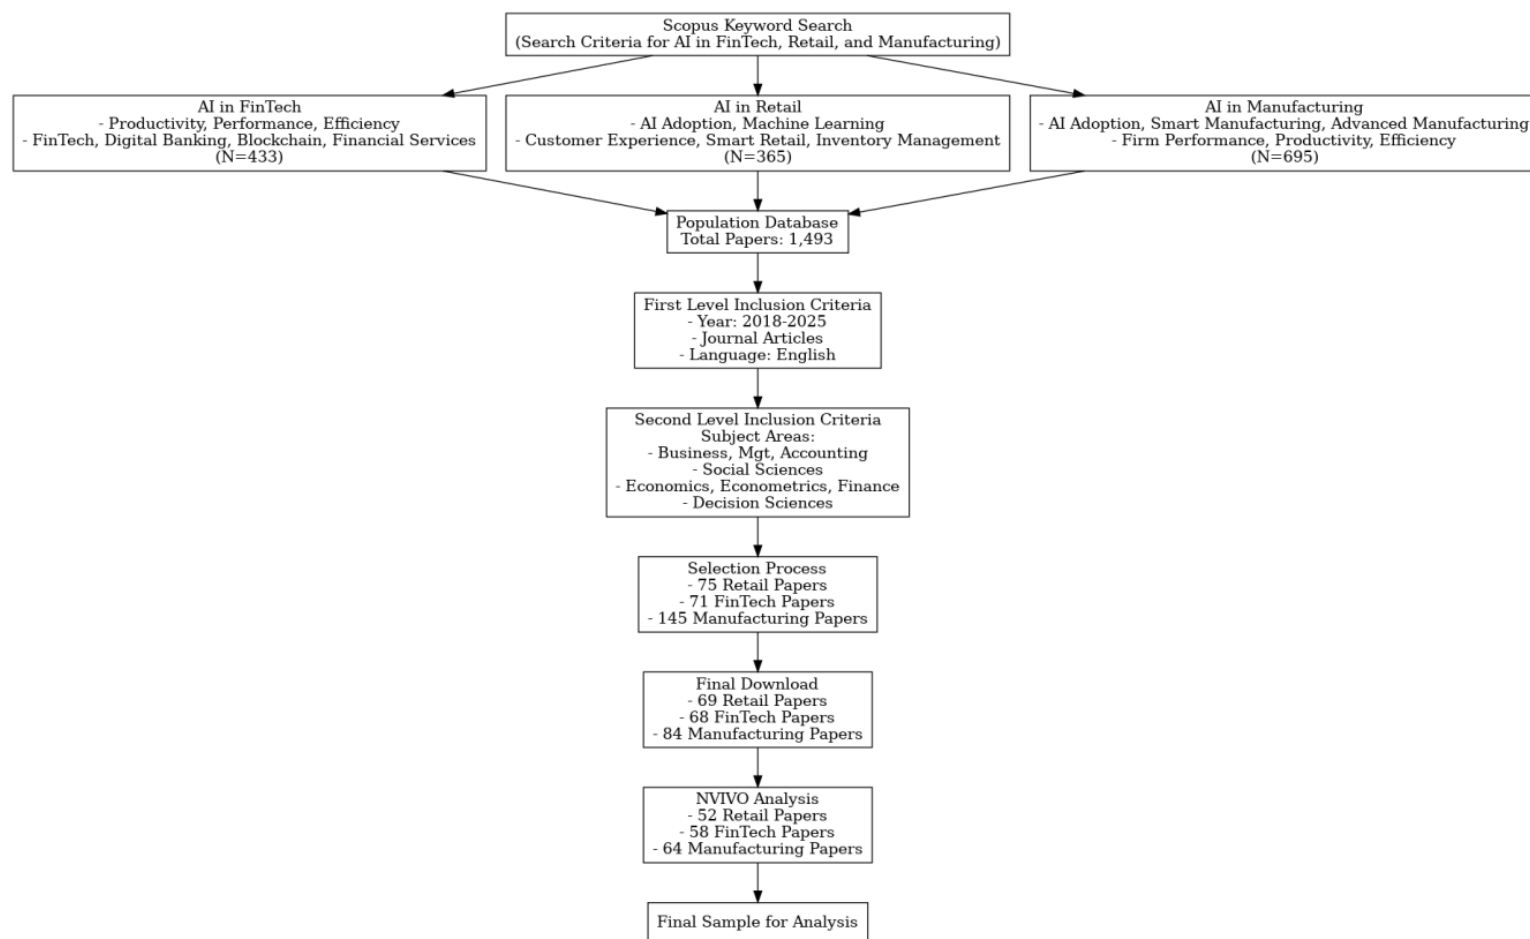 Scopus Keyword Search
(Search Criteria for AI in FinTech, Retail, and Manufacturing)
AI in FinTech
- Productivity, Performance, Efficiency
- FinTech, Digital Banking, Blockchain, Financial Services
(N=433)
AI in Retail
- AI Adoption, Machine Learning
- Customer Experience, Smart Retail, Inventory Management
(N=365)
AI in Manufacturing
- AI Adoption, Smart Manufacturing, Advanced Manufacturing
- Firm Performance, Productivity, Efficiency
(N=695)
Population Database
Total Papers: 1,493
First Level Inclusion Criteria
- Year: 2018-2025
- Journal Articles
- Language: English
Second Level Inclusion Criteria
Subject Areas:
- Business, Mgt, Accounting
- Social Sciences
- Economics, Econometrics, Finance
- Decision Sciences
Selection Process
- 75 Retail Papers
- 71 FinTech Papers
- 145 Manufacturing Papers
Final Download
- 69 Retail Papers
- 68 FinTech Papers
- 84 Manufacturing Papers
NVIVO Analysis
- 52 Retail Papers
- 58 FinTech Papers
- 64 Manufacturing Papers
Final Sample for Analysis